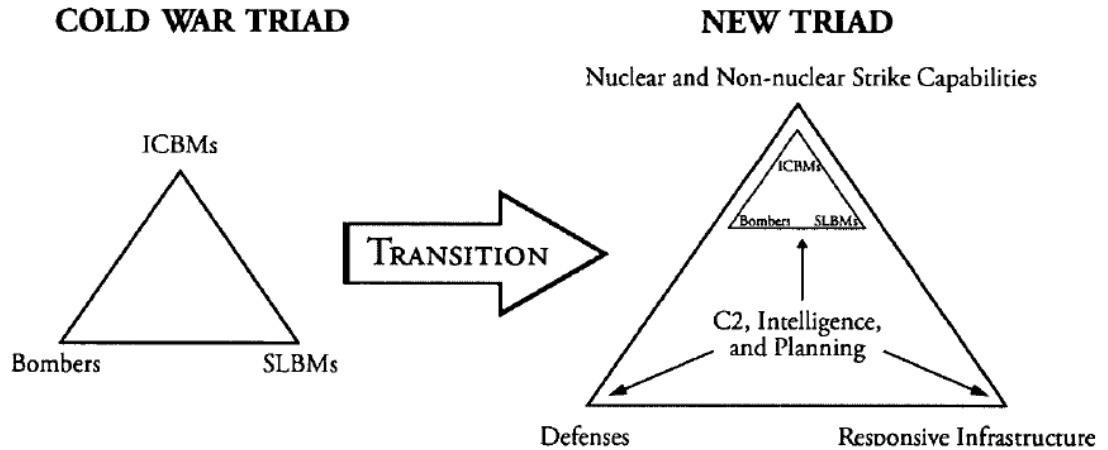 COLD WAR TRIAD
ICBMs
Bombers
SLBMs
TRANSITION
NEW TRIAD
Nuclear and Non-nuclear Strike Capabilities
ICBMs
Bombers
SLBMs
C2, Intelligence,
and Planning
Defenses
Responsive Infrastructure